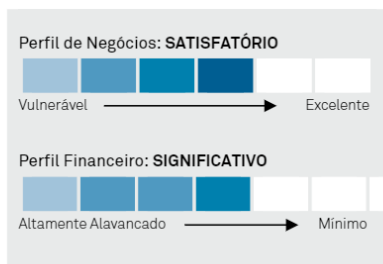 Perfil de Negócios: SATISFATÓRIO
Vulnerável Excelente
Perfil Financeiro: SIGNIFICATIVO
Altamente Alavancado Mínimo